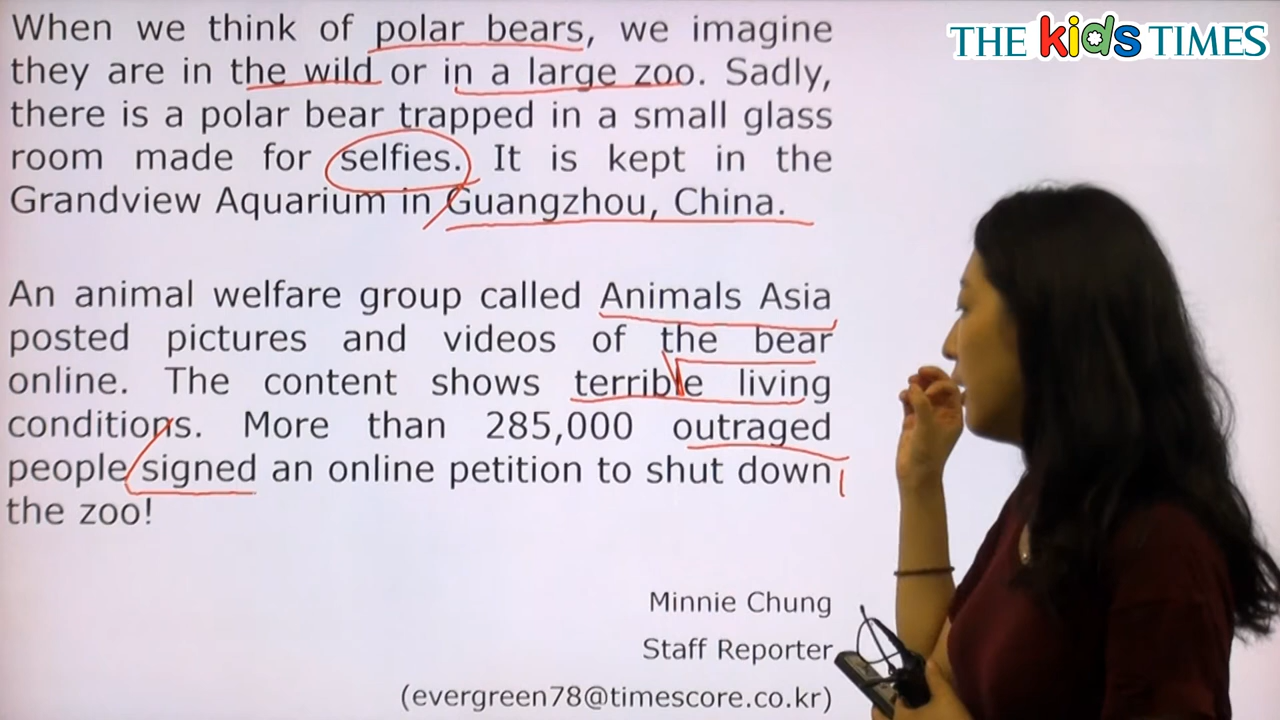 THE kids TIMES
When we think of polar bears, we imagine
they are in the wild or in a large zoo. Sadly,
there is a polar bear trapped in a small glass
room made for selfies. It is kept in the
Grandview Aquarium in Guangzhou, China.
An animal welfare group called Animals Asia
posted pictures and videos of the bear
online. The content shows terrible living
conditions. More than 285,000 outraged
people signed an online petition to shut down
the zoo!
Minnie Chung
Staff Reporter
(evergreen78@timescore.co.kr)